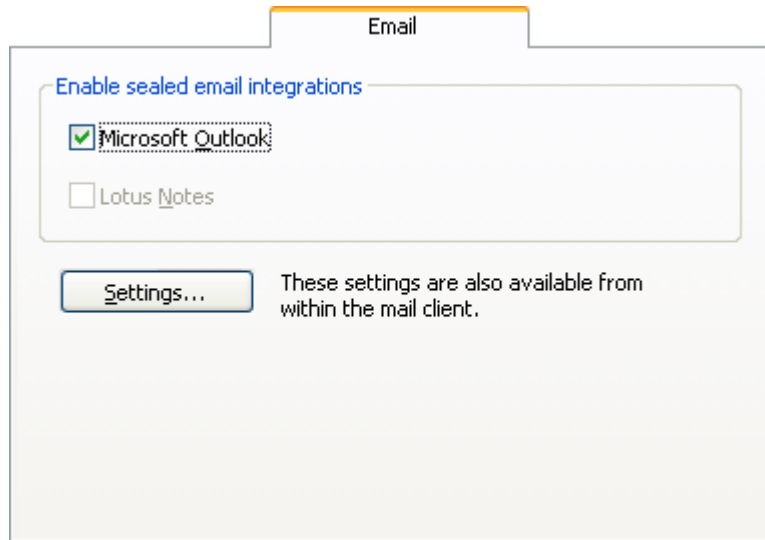 Email
Enable sealed email integrations
Microsoft Outlook
Lotus Notes
Settings...
These settings are also available from
within the mail client.